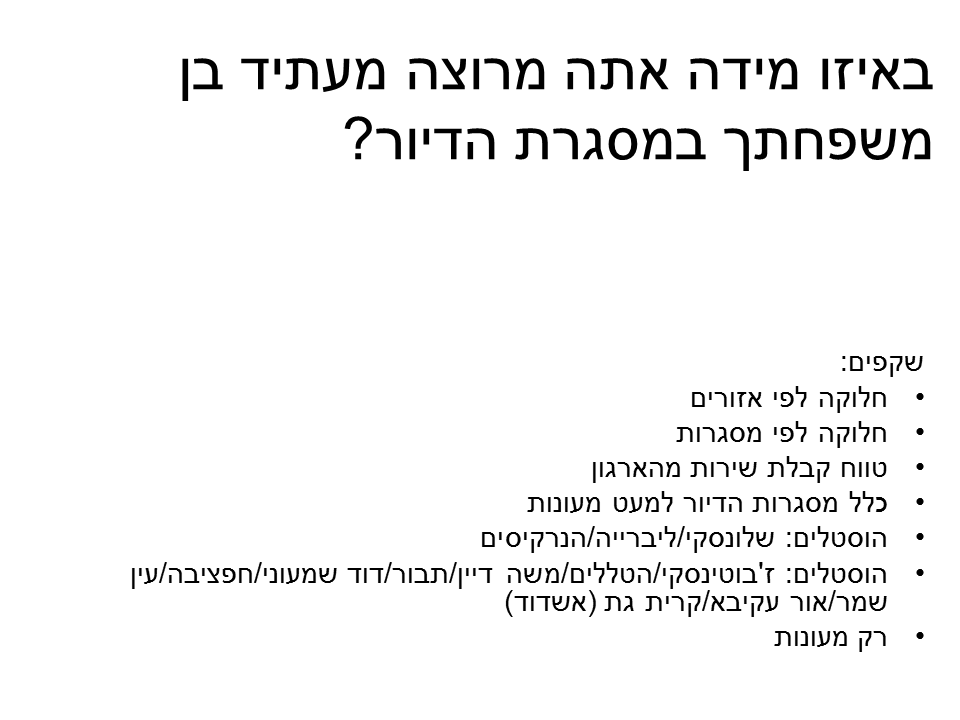 באיזו מידה אתה מרוצה מעתיד בן
משפחתך במסגרת הדיור?
שקפים:
• חלוקה לפי אזורים
• חלוקה לפי מסגרות
• טווח קבלת שירות מהארגון
• כלל מסגרות הדיור למעט מעונות
• הוסטלים: שלונסקי/ליברייה/הנרקיסים
• הוסטלים: ז'בוטינסקי/הטללים/משה דיין/תבור/דוד שמעוני/חפציבה/עין
שמר/אור עקיבא/קרית גת (אשדוד)
• רק מעונות